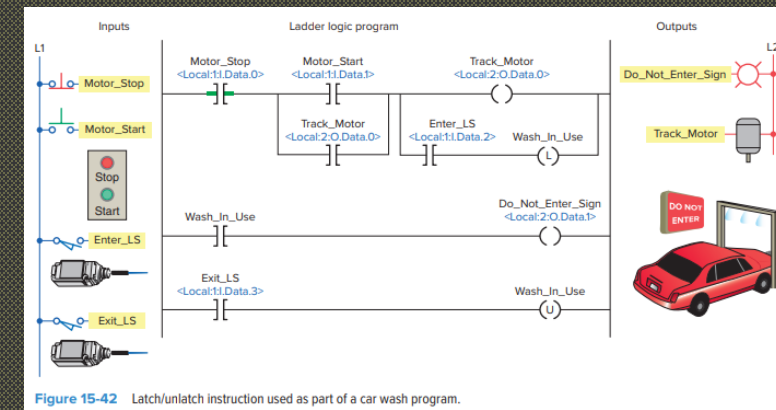 Inputs
Ladder logic program
Outputs
L1
L2
Motor_Stop
Motor_Start
Stop
Start
Enter_LS
Exit_LS
Motor_Stop
<Local:1:I.Data.0>
Motor_Start
<Local:1:I.Data.1>
Track_Motor
<Local:2:O.Data.0>
Track_Motor
<Local:2:O.Data.0>
Enter_LS
<Local:1:I.Data.2>
Wash_In_Use
L
Wash_In_Use
Do_Not_Enter_Sign
<Local:2:O.Data.1>
Exit_LS
<Local:1:I.Data.3>
Wash_In_Use
U
Do_Not_Enter_Sign
Track_Motor
DO NOT
ENTER
Figure 15-42 Latch/unlatch instruction used as part of a car wash program.